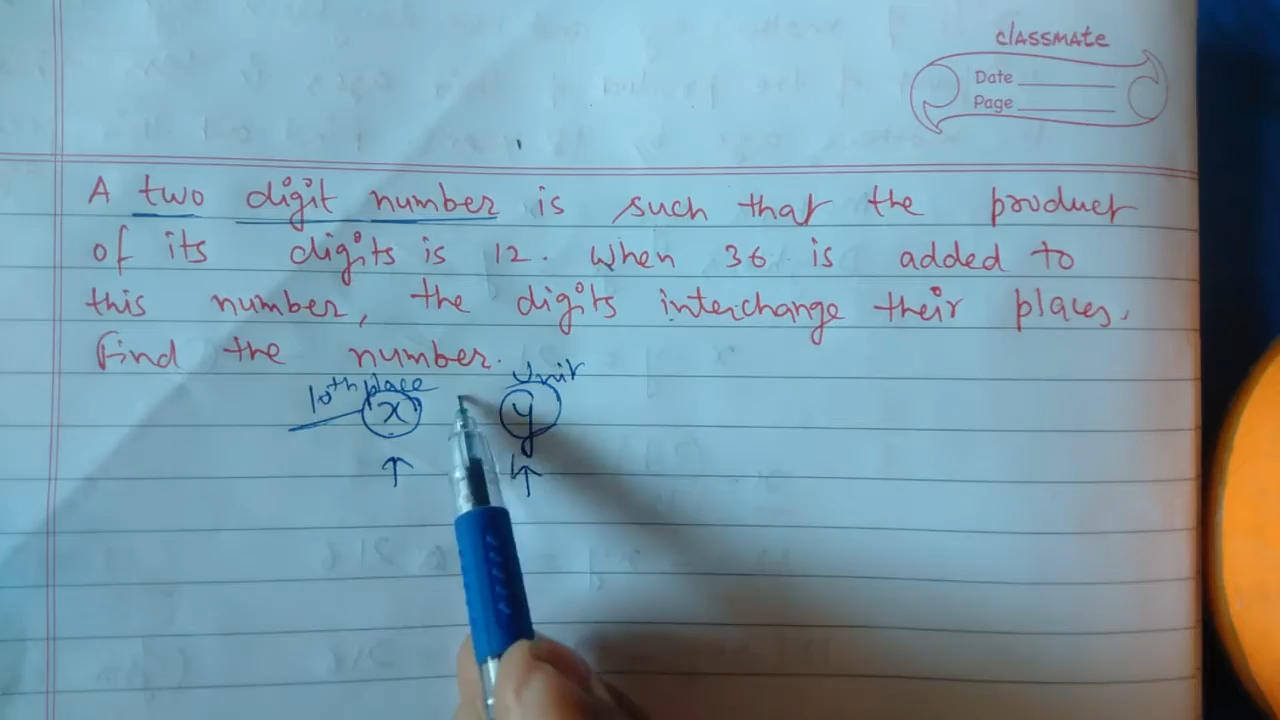 classmate
Date
Page
A two digit number is such that the product
of its digits is 12. When 36 is added to
this number, the digits interchange their places.
Find the number.
10th place x unit y